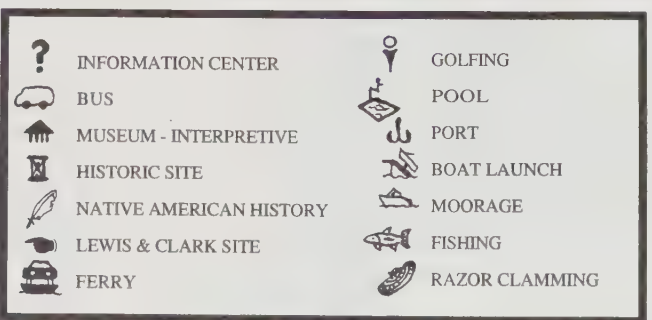 ? INFORMATION CENTER
BUS
MUSEUM - INTERPRETIVE
HISTORIC SITE
NATIVE AMERICAN HISTORY
LEWIS & CLARK SITE
FERRY
GOLFING
POOL
PORT
BOAT LAUNCH
MOORAGE
FISHING
RAZOR CLAMMING